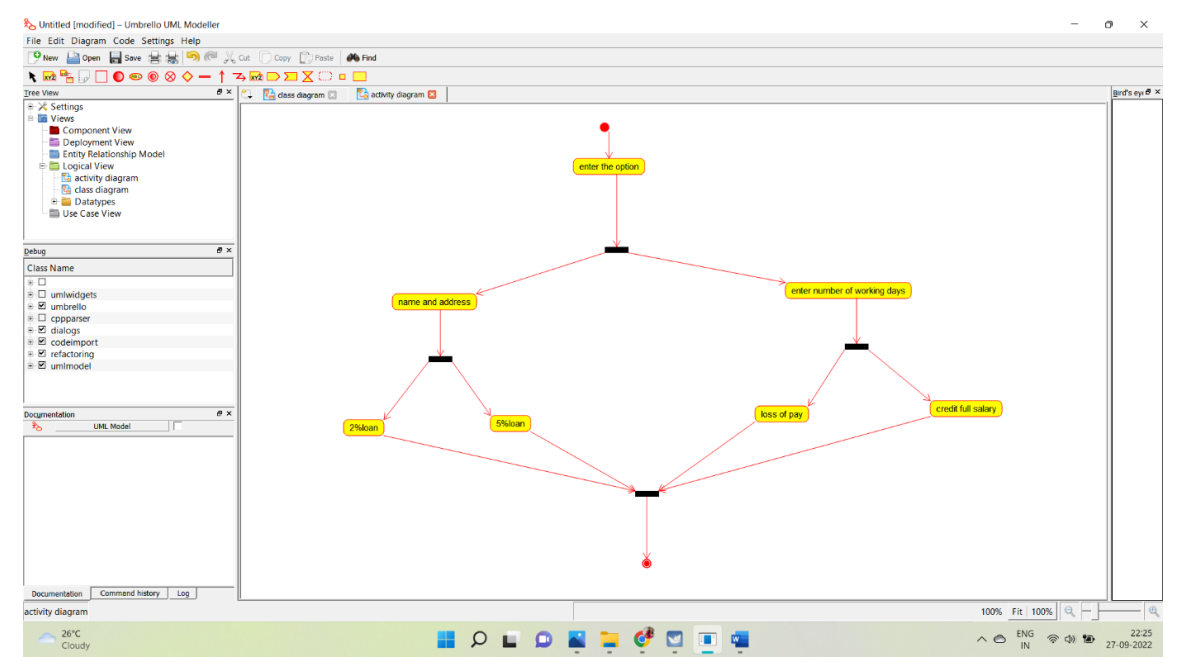 Untitled [modified] – Umbrello UML Modeller
File Edit Diagram Code Settings Help
New Open Save Cut Copy Paste Find
Tree View
class diagram activity diagram
Bird's eye
Settings
Views
Component View
Deployment View
Entity Relationship Model
Logical View
activity diagram
class diagram
Datatypes
Use Case View
Debug
Class Name
umlwidgets
umbrello
cppparser
dialogs
codeimport
refactoring
umlmodel
Documentation
UML Model
enter the option
name and address
enter number of working days
2%loan
5%loan
loss of pay
credit full salary
Documentation Command history Log
activity diagram
100% Fit 100%
26°C
Cloudy
ENG
IN
22:25
27-09-2022